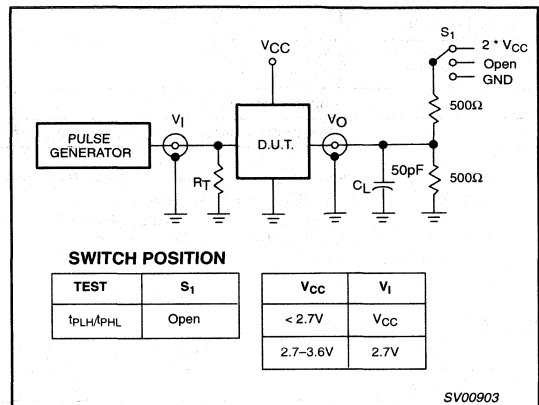 S1
2 * VCC
Open
GND
VCC
500Ω
VI
VO
PULSE GENERATOR
D.U.T.
RT
50pF
CL
500Ω
SWITCH POSITION
TEST S1
tPLH/tPHL Open
VCC VI
< 2.7V VCC
2.7–3.6V 2.7V
SV00903